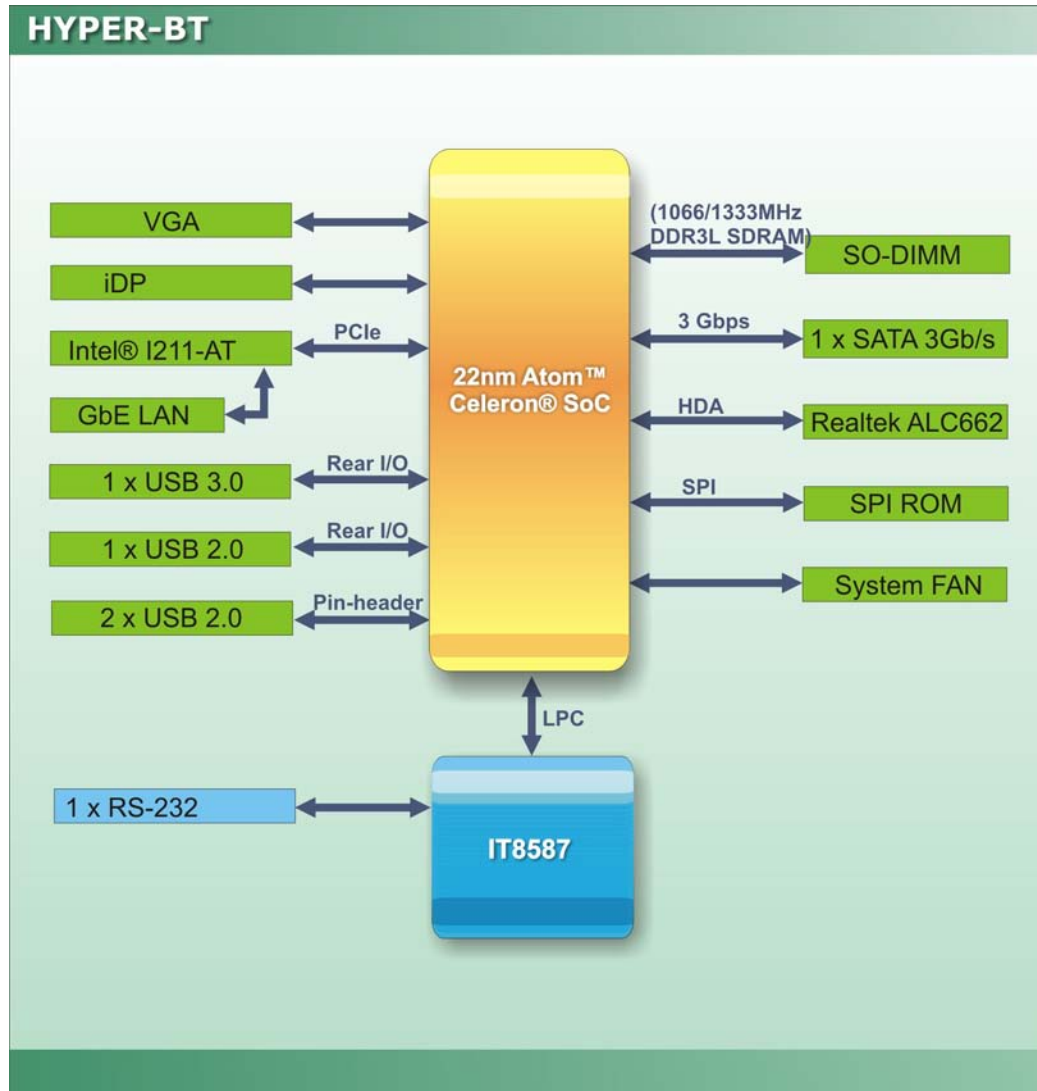 HYPER-BT
VGA
iDP
PCIe
Intel® I211-AT
GbE LAN
Rear I/O
1 x USB 3.0
Rear I/O
1 x USB 2.0
Pin-header
2 x USB 2.0
22nm Atom™
Celeron® SoC
(1066/1333MHz
DDR3L SDRAM)
SO-DIMM
3 Gbps
1 x SATA 3Gb/s
HDA
Realtek ALC662
SPI
SPI ROM
System FAN
LPC
1 x RS-232
IT8587